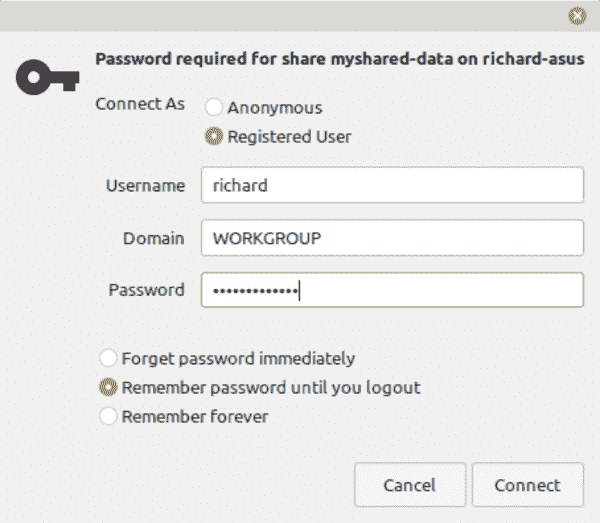 Password required for share myshared-data on richard-asus
Connect As
Anonymous
Registered User
Username richard
Domain WORKGROUP
Password •••••••••••••
Forget password immediately
Remember password until you logout
Remember forever
Cancel Connect